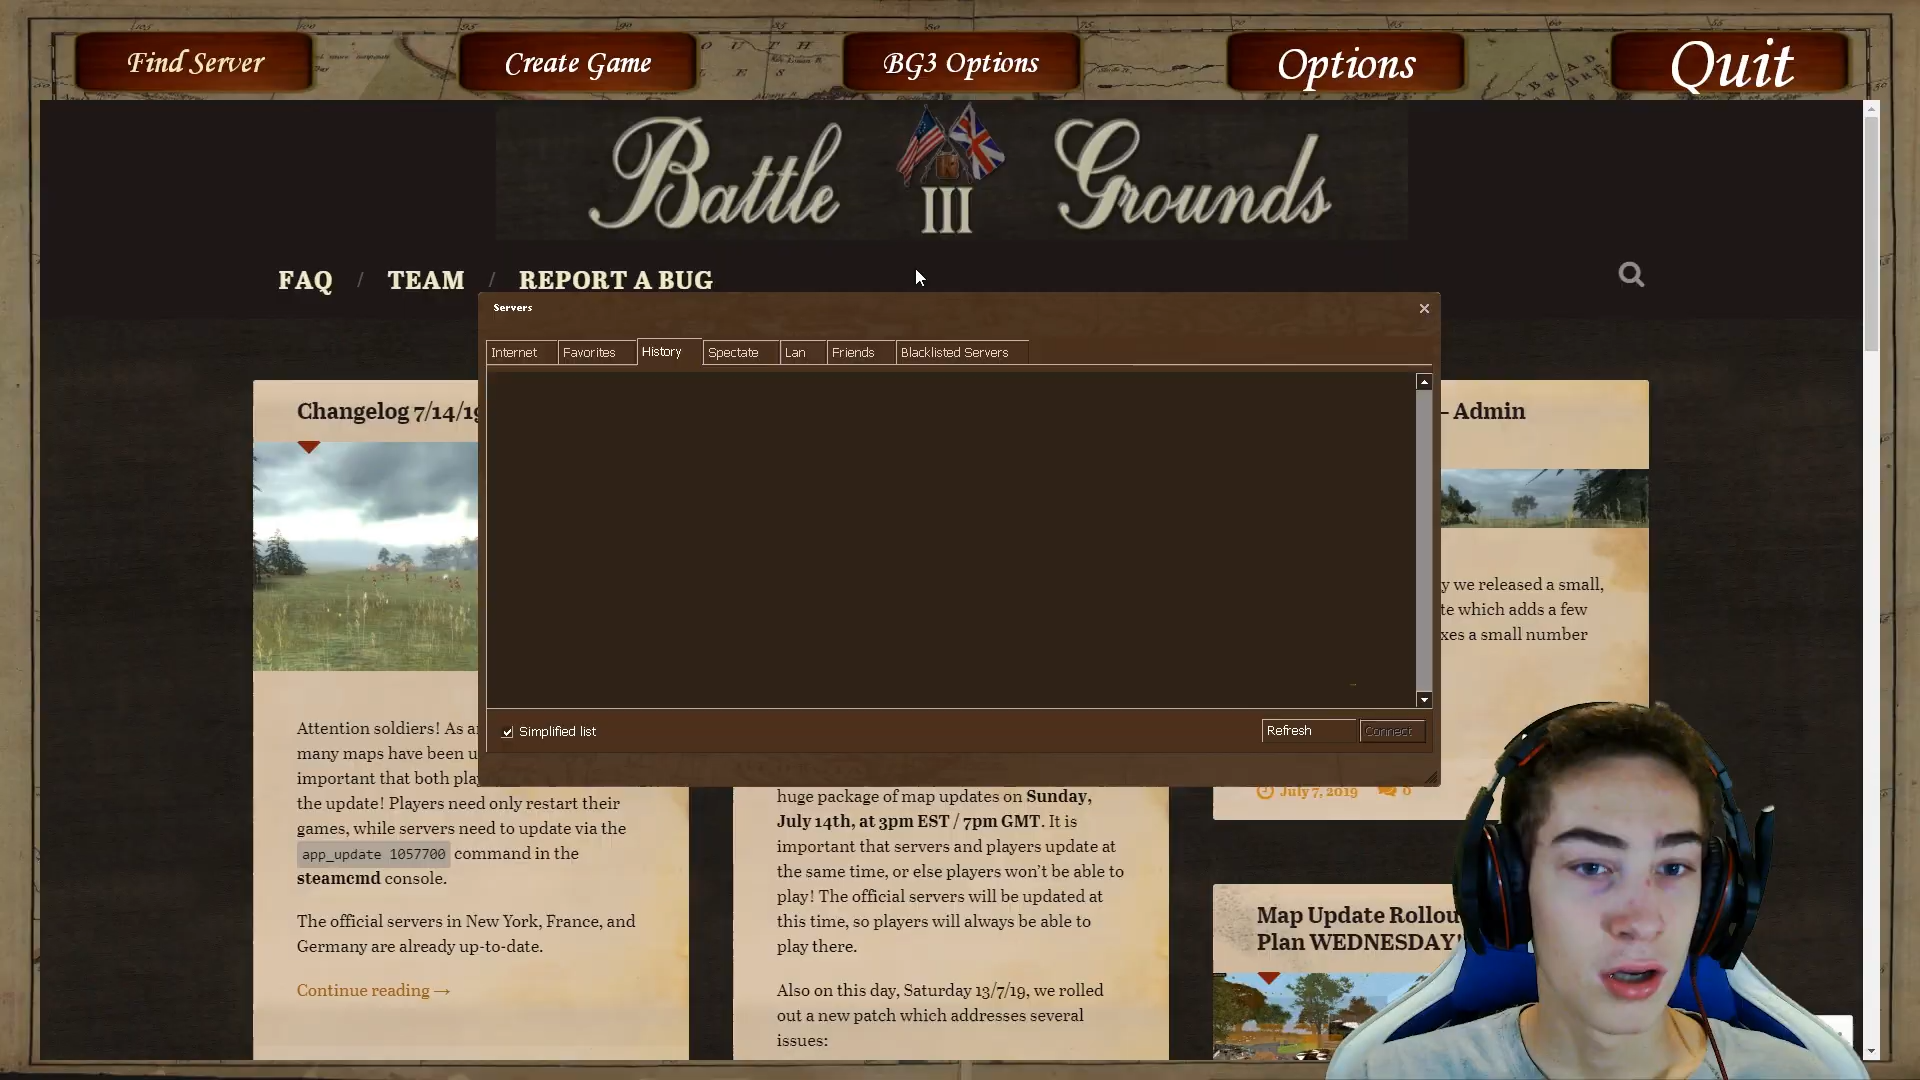 Find Server
Create Game
BG3 Options
Options
Quit
Battle III Grounds
FAQ / TEAM / REPORT A BUG
Servers
Internet
Favorites
History
Spectate
Lan
Friends
Blacklisted Servers
Simplified list
Refresh
Connect
Changelog 7/14/19
Attention soldiers! As a
many maps have been u
important that both pla
the update! Players need only restart their
games, while servers need to update via the
app_update 1057700 command in the
steamcmd console.
The official servers in New York, France, and
Germany are already up-to-date.
Continue reading →
huge package of map updates on Sunday,
July 14th, at 3pm EST / 7pm GMT. It is
important that servers and players update at
the same time, or else players won't be able to
play! The official servers will be updated at
this time, so players will always be able to
play there.
Also on this day, Saturday 13/7/19, we rolled
out a new patch which addresses several
issues:
– Admin
y we released a small,
te which adds a few
xes a small number
July 7, 2019 0
Map Update Rollou
Plan WEDNESDAY!